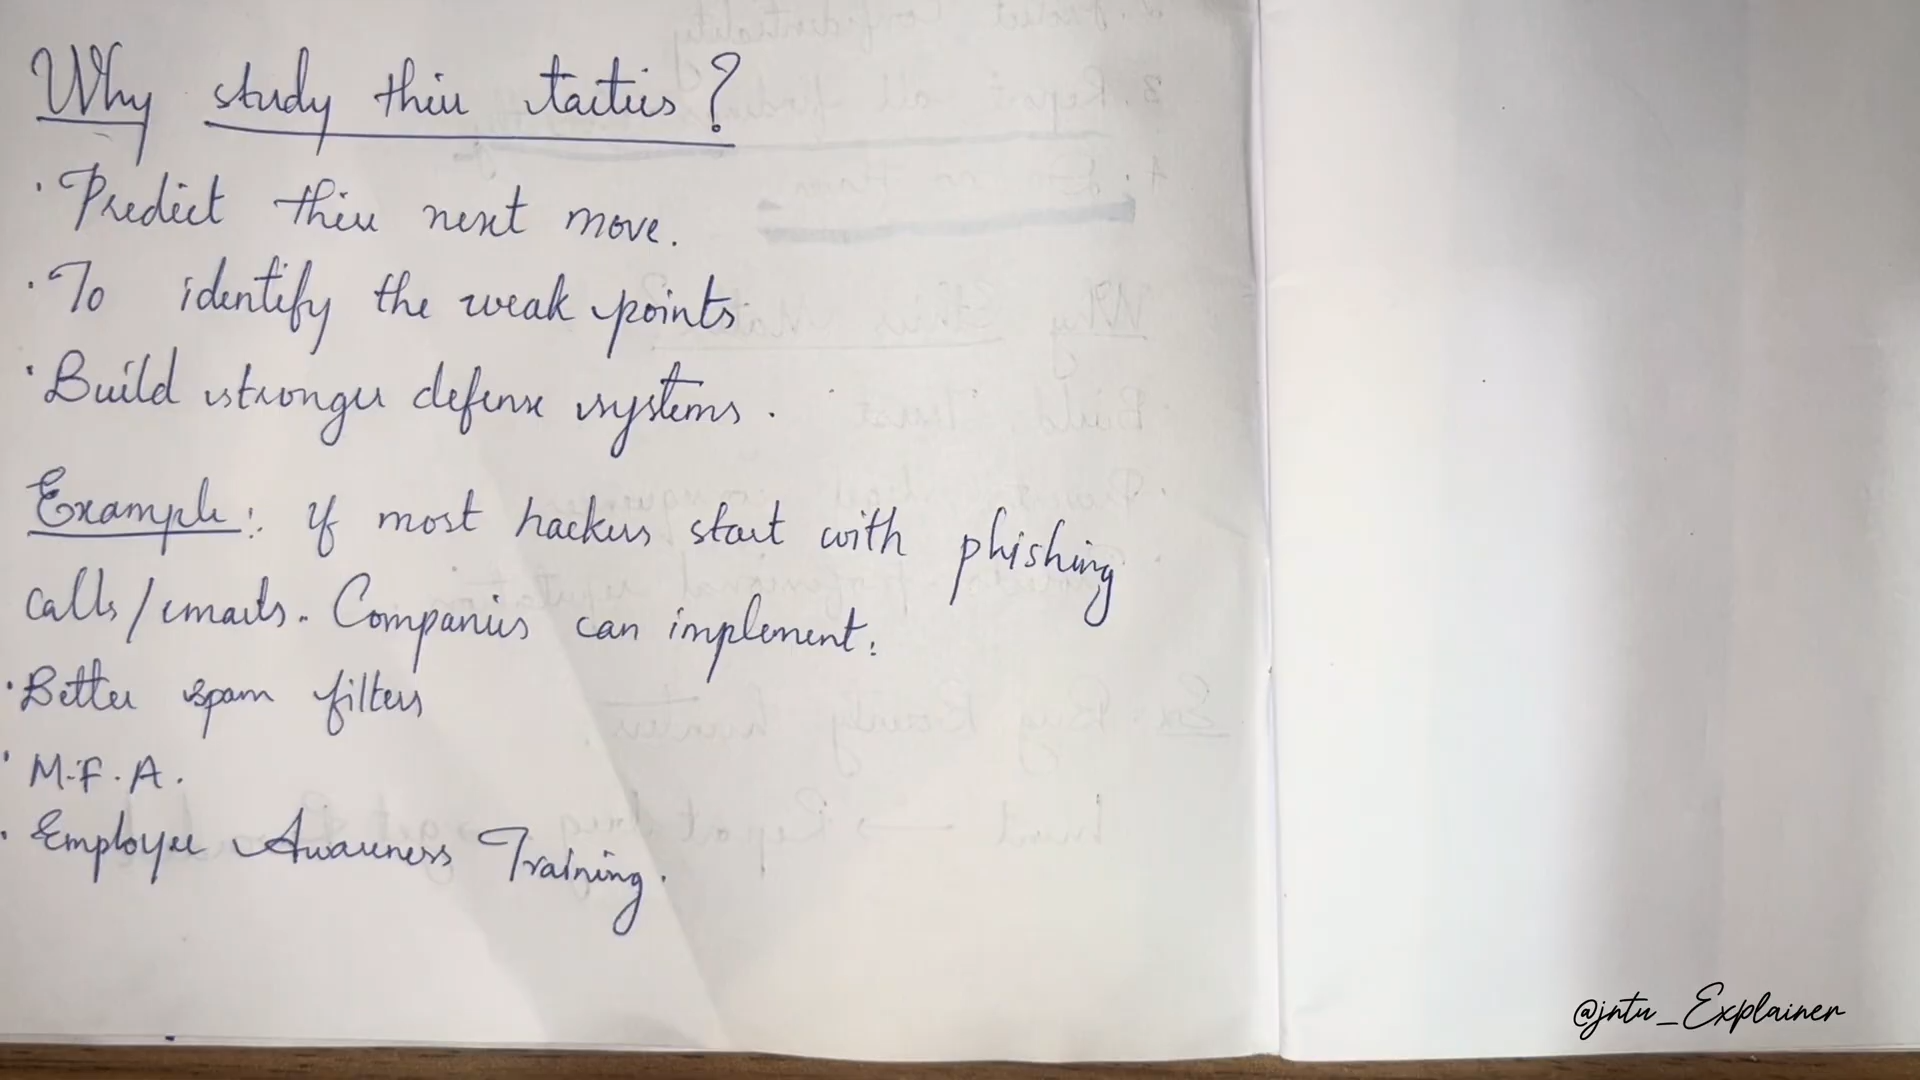 Why study their tactics?
· Predict their next move.
· To identify the weak points
· Build stronger defense systems.
Example: If most hackers start with phishing
calls/emails. Companies can implement:
· Better spam filters
· M.F.A.
· Employee Awareness Training.
@jntu_Explainer